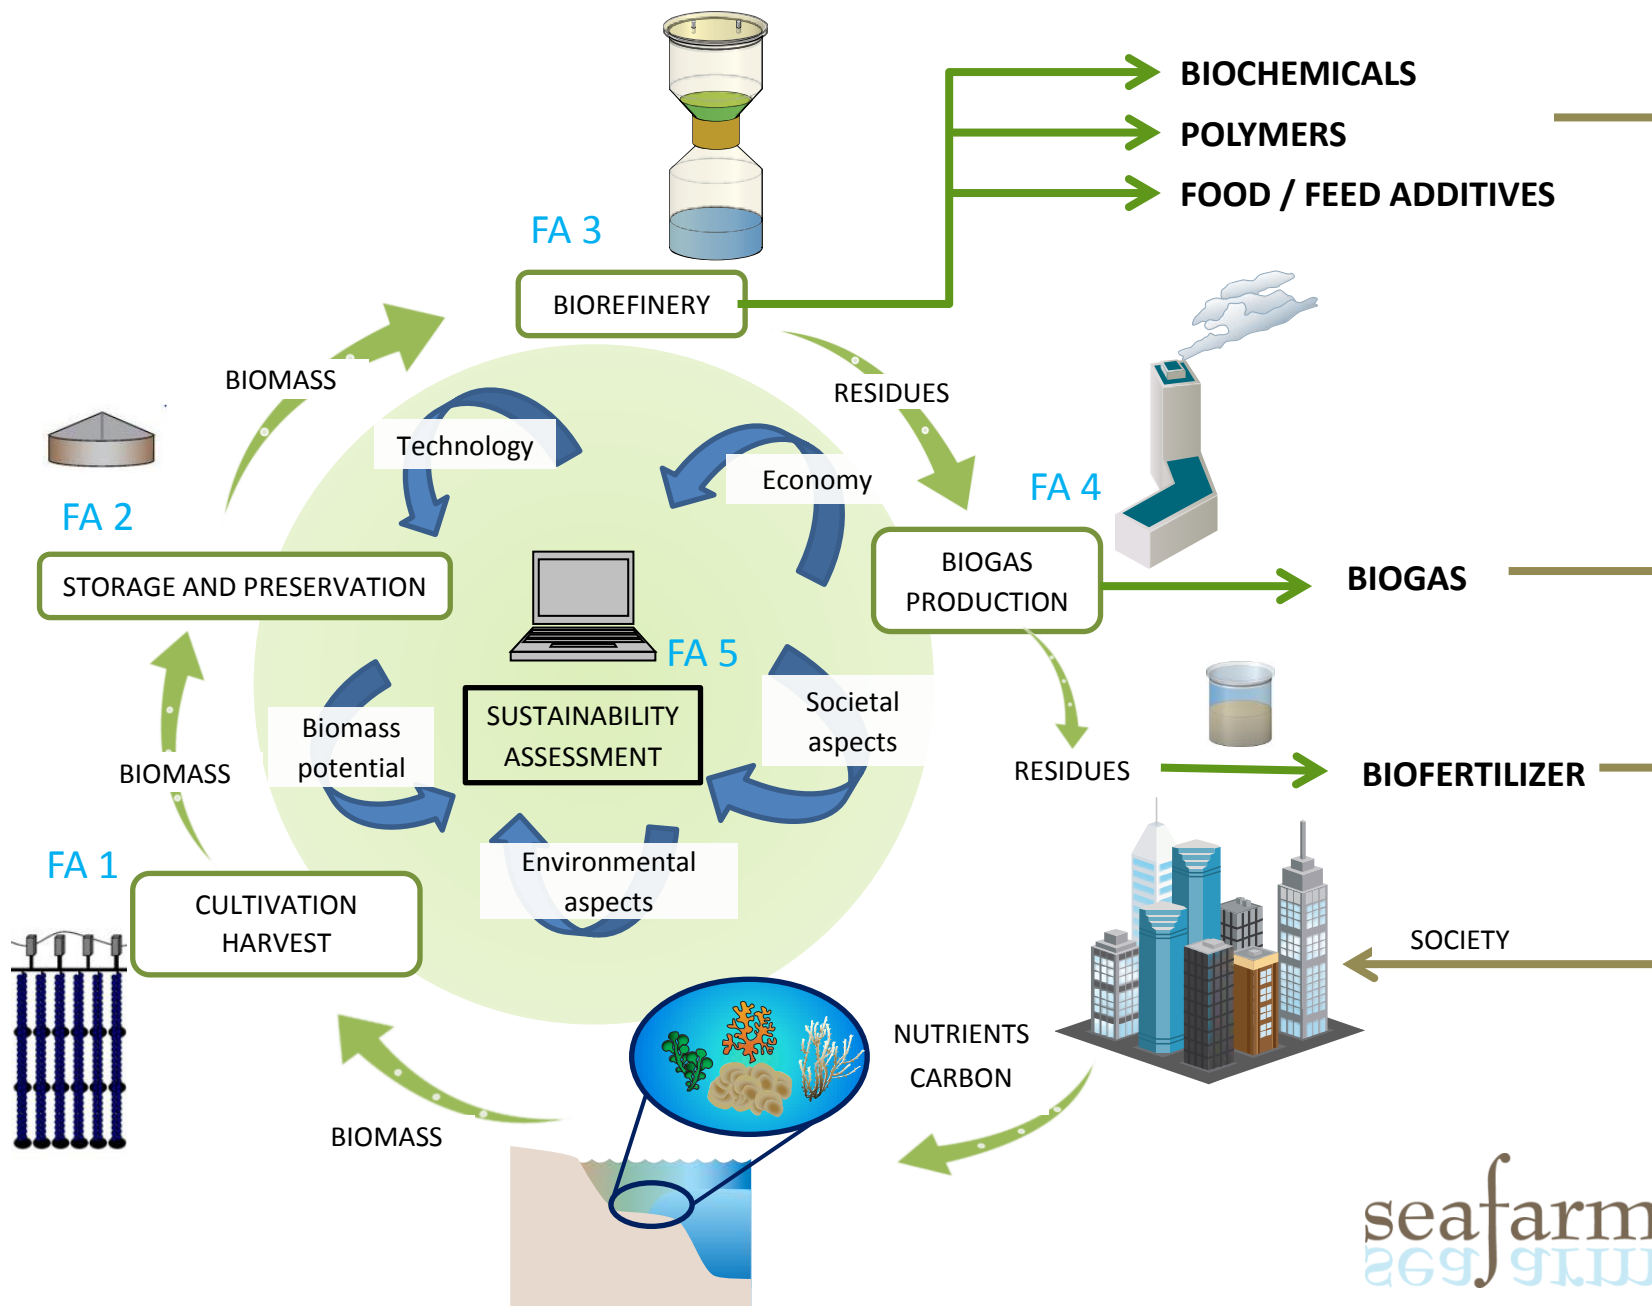 BIOCHEMICALS
POLYMERS
FOOD / FEED ADDITIVES
FA 3
BIOREFINERY
BIOMASS
RESIDUES
Technology
Economy
FA 2
FA 4
STORAGE AND PRESERVATION
BIOGAS
PRODUCTION
BIOGAS
FA 5
SUSTAINABILITY
ASSESSMENT
Biomass
potential
Societal
aspects
BIOMASS
RESIDUES
BIOFERTILIZER
FA 1
CULTIVATION
HARVEST
Environmental
aspects
SOCIETY
NUTRIENTS
CARBON
BIOMASS
seafarm